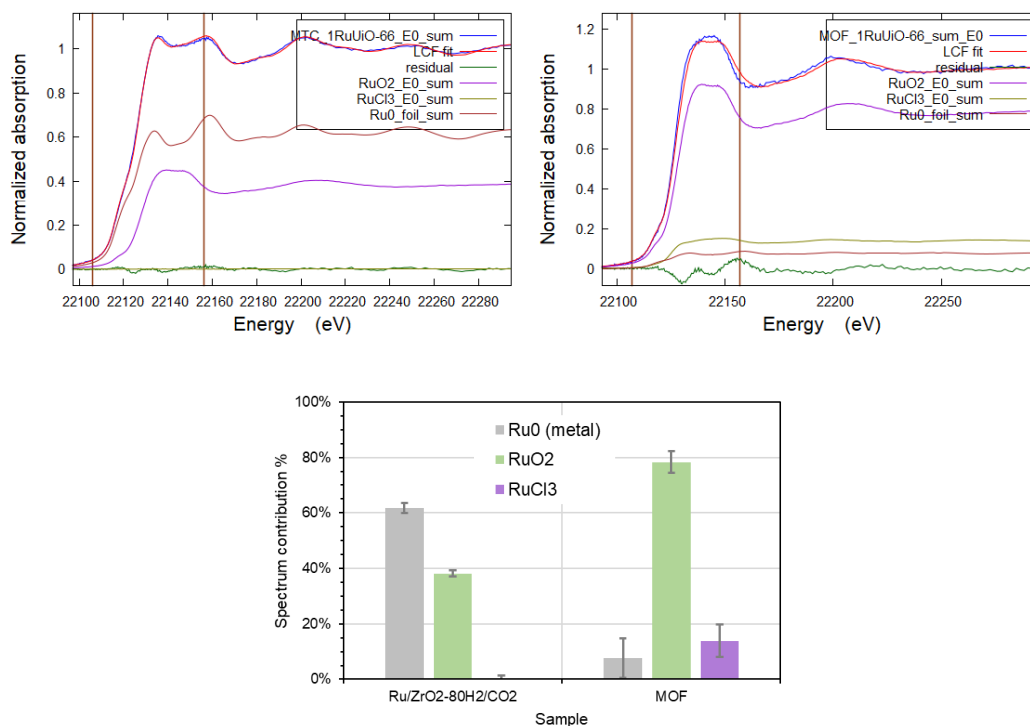 MTC_1RuUiO-66_E0_sum
LCF fit
residual
RuO2_E0_sum
RuCl3_E0_sum
Ru0_foil_sum
Normalized absorption
1
0.8
0.6
0.4
0.2
0
22100 22120 22140 22160 22180 22200 22220 22240 22260 22280
Energy (eV)
MOF_1RuUiO-66_sum_E0
LCF fit
residual
RuO2_E0_sum
RuCl3_E0_sum
Ru0_foil_sum
Normalized absorption
1.2
1
0.8
0.6
0.4
0.2
0
22100 22150 22200 22250
Energy (eV)
Spectrum contribution %
100%
80%
60%
40%
20%
0%
Ru0 (metal)
RuO2
RuCl3
Ru/ZrO2-80H2/CO2 MOF
Sample